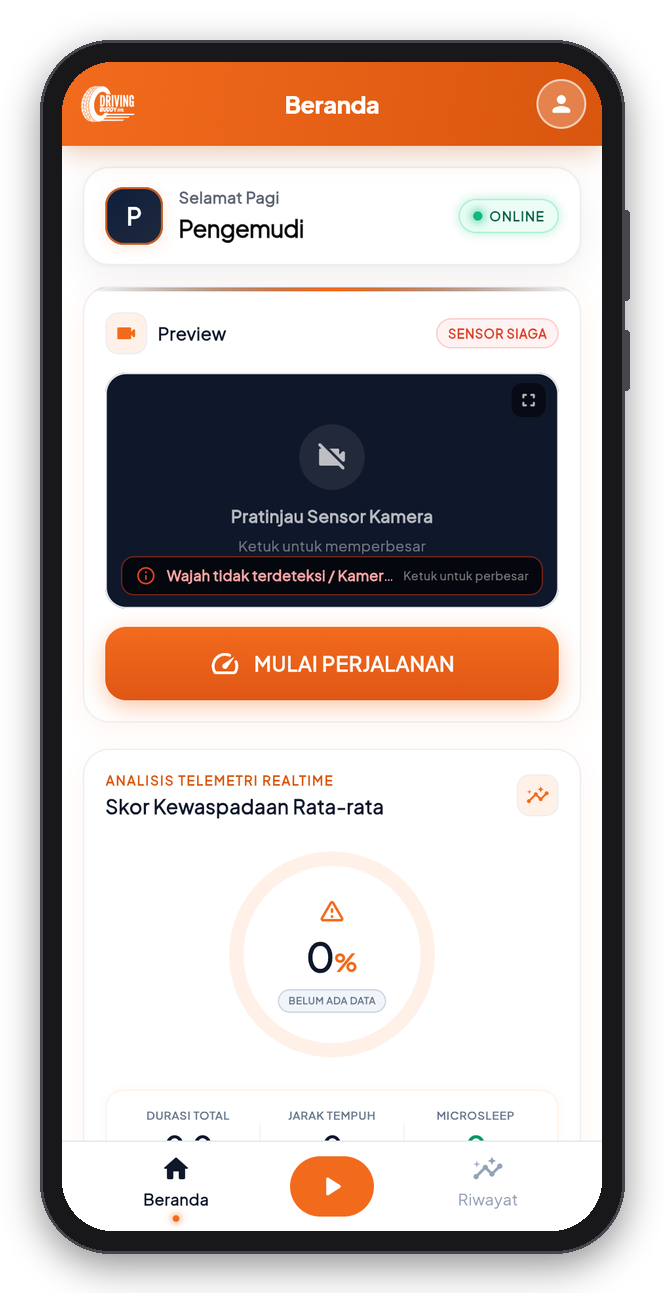 DRIVING
BUDDY
Beranda
P
Selamat Pagi
Pengemudi
ONLINE
Preview
SENSOR SIAGA
Pratinjau Sensor Kamera
Ketuk untuk memperbesar
Wajah tidak terdeteksi / Kamer... Ketuk untuk perbesar
MULAI PERJALANAN
ANALISIS TELEMETRI REALTIME
Skor Kewaspadaan Rata-rata
0%
BELUM ADA DATA
DURASI TOTAL
JARAK TEMPUH
MICROSLEEP
Beranda
Riwayat